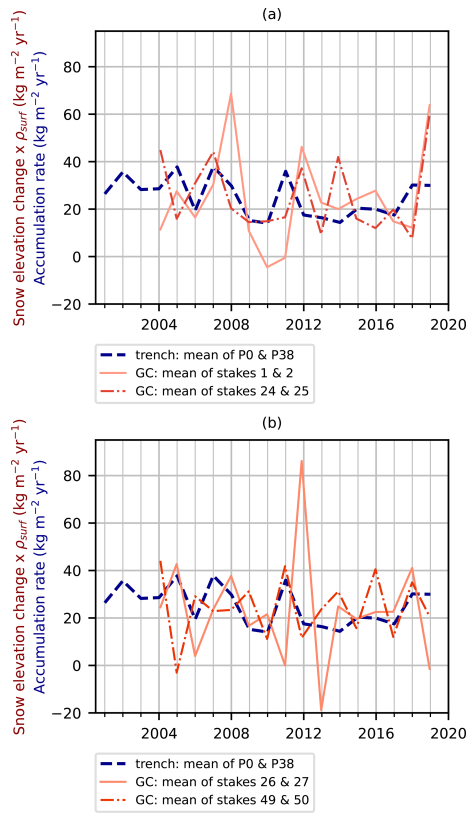 (a)
Snow elevation change x ρsurf (kg m−2 yr−1)
Accumulation rate (kg m−2 yr−1)
80
60
40
20
0
−20
2004 2008 2012 2016 2020
trench: mean of P0 & P38
GC: mean of stakes 1 & 2
GC: mean of stakes 24 & 25
(b)
Snow elevation change x ρsurf (kg m−2 yr−1)
Accumulation rate (kg m−2 yr−1)
80
60
40
20
0
−20
2004 2008 2012 2016 2020
trench: mean of P0 & P38
GC: mean of stakes 26 & 27
GC: mean of stakes 49 & 50